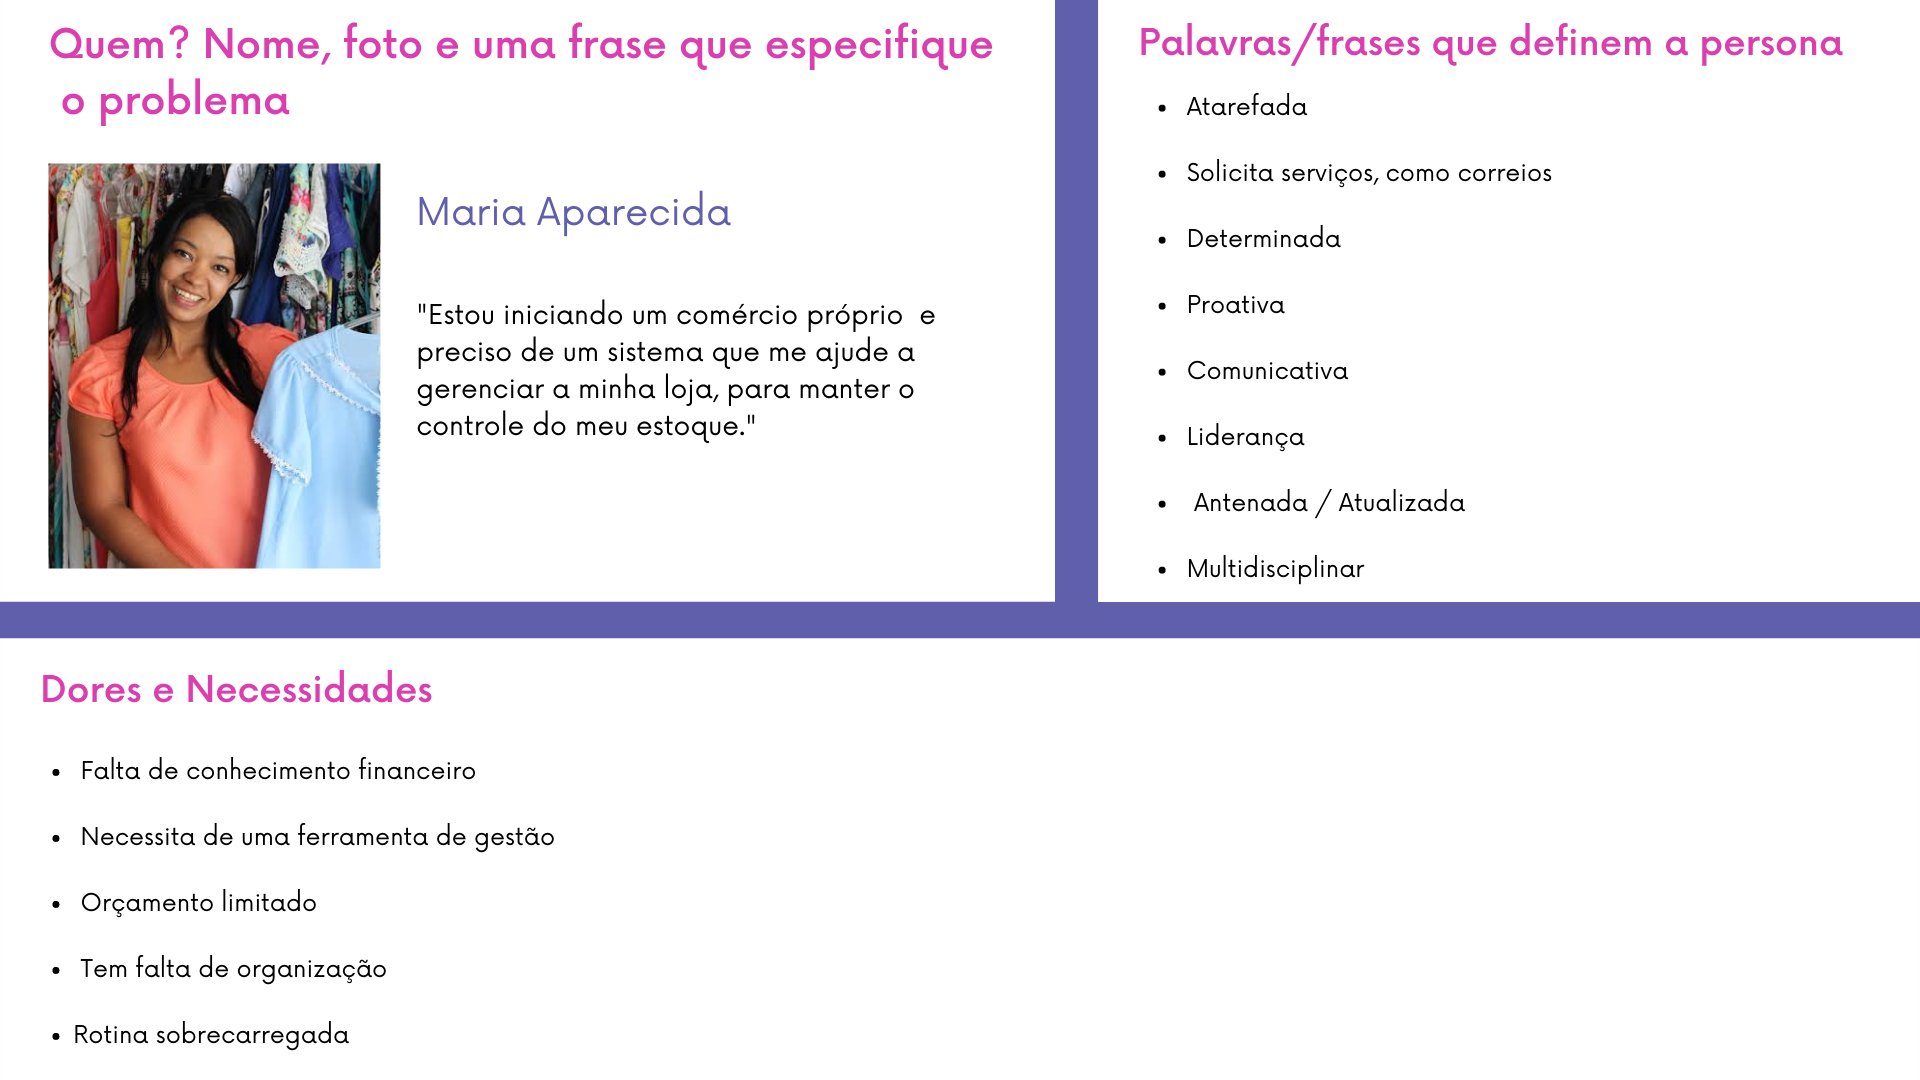 Quem? Nome, foto e uma frase que especifique
o problema
Maria Aparecida
"Estou iniciando um comércio próprio e
preciso de um sistema que me ajude a
gerenciar a minha loja, para manter o
controle do meu estoque."
Palavras/frases que definem a persona
• Atarefada
• Solicita serviços, como correios
• Determinada
• Proativa
• Comunicativa
• Liderança
• Antenada / Atualizada
• Multidisciplinar
Dores e Necessidades
• Falta de conhecimento financeiro
• Necessita de uma ferramenta de gestão
• Orçamento limitado
• Tem falta de organização
• Rotina sobrecarregada